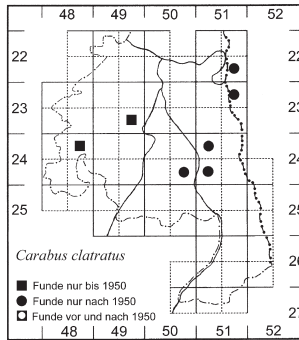 48 49 50 51 52
22 22
23 23
24 24
25 25
Carabus clatratus
26
Funde nur bis 1950
Funde nur nach 1950
Funde vor und nach 1950
27
48 49 50 51 52